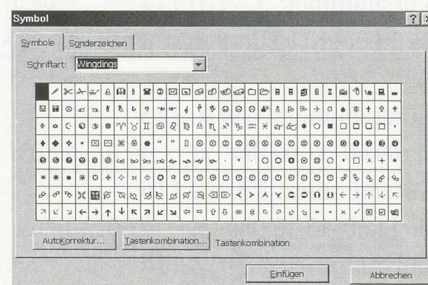 Symbol
Symbole Sonderzeichen
Schriftart: Wingdings
AutoKorrektur... Tastenkombination... Tastenkombination
Einfügen Abbrechen